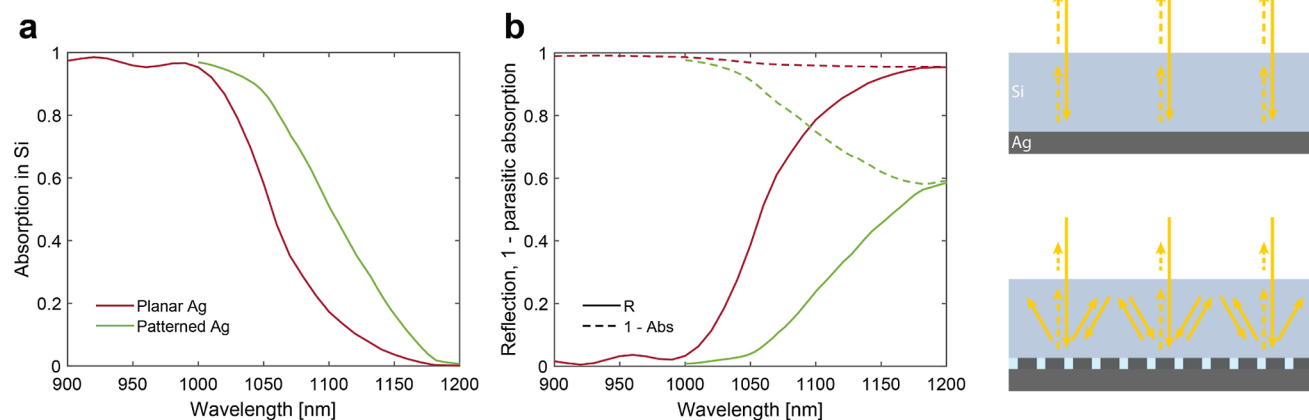 a
Absorption in Si
1
0.8
0.6
0.4
0.2
0
Planar Ag
Patterned Ag
900
950
1000
1050
1100
1150
1200
Wavelength [nm]
b
Reflection, 1 - parasitic absorption
1
0.8
0.6
0.4
0.2
0
R
1 - Abs
900
950
1000
1050
1100
1150
1200
Wavelength [nm]
Si
Ag